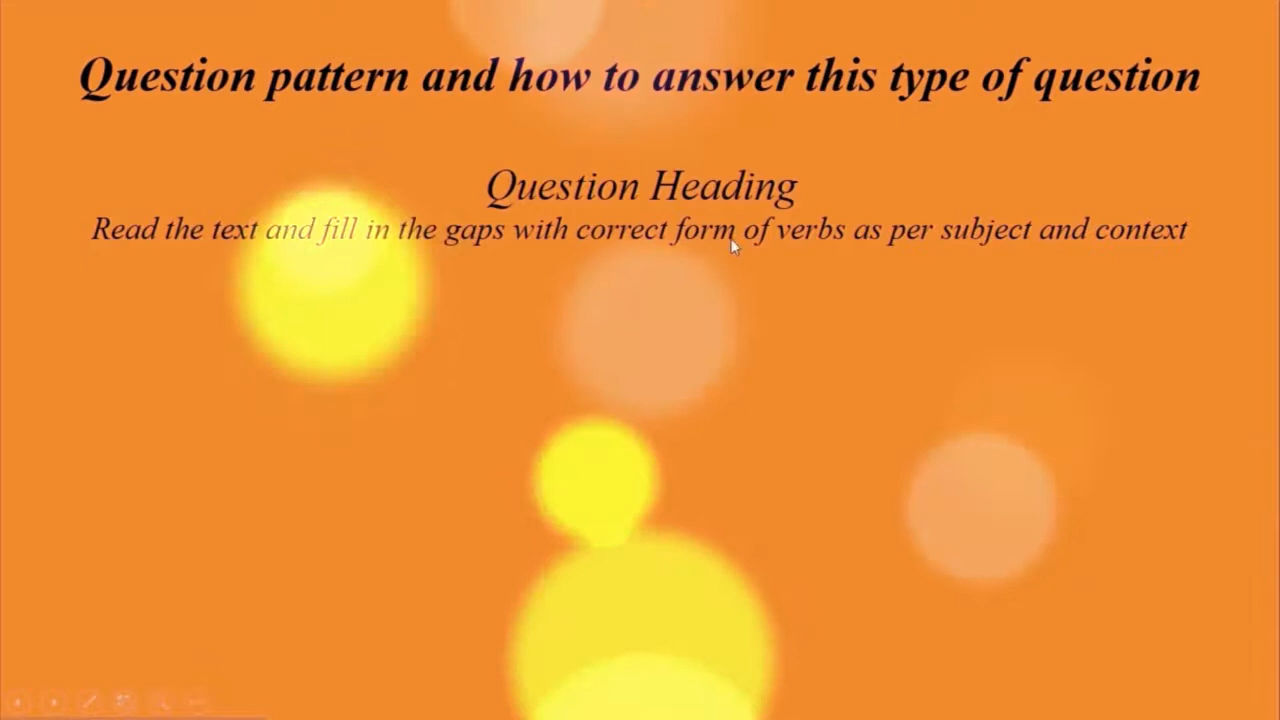 Question pattern and how to answer this type of question
Question Heading
Read the text and fill in the gaps with correct form of verbs as per subject and context